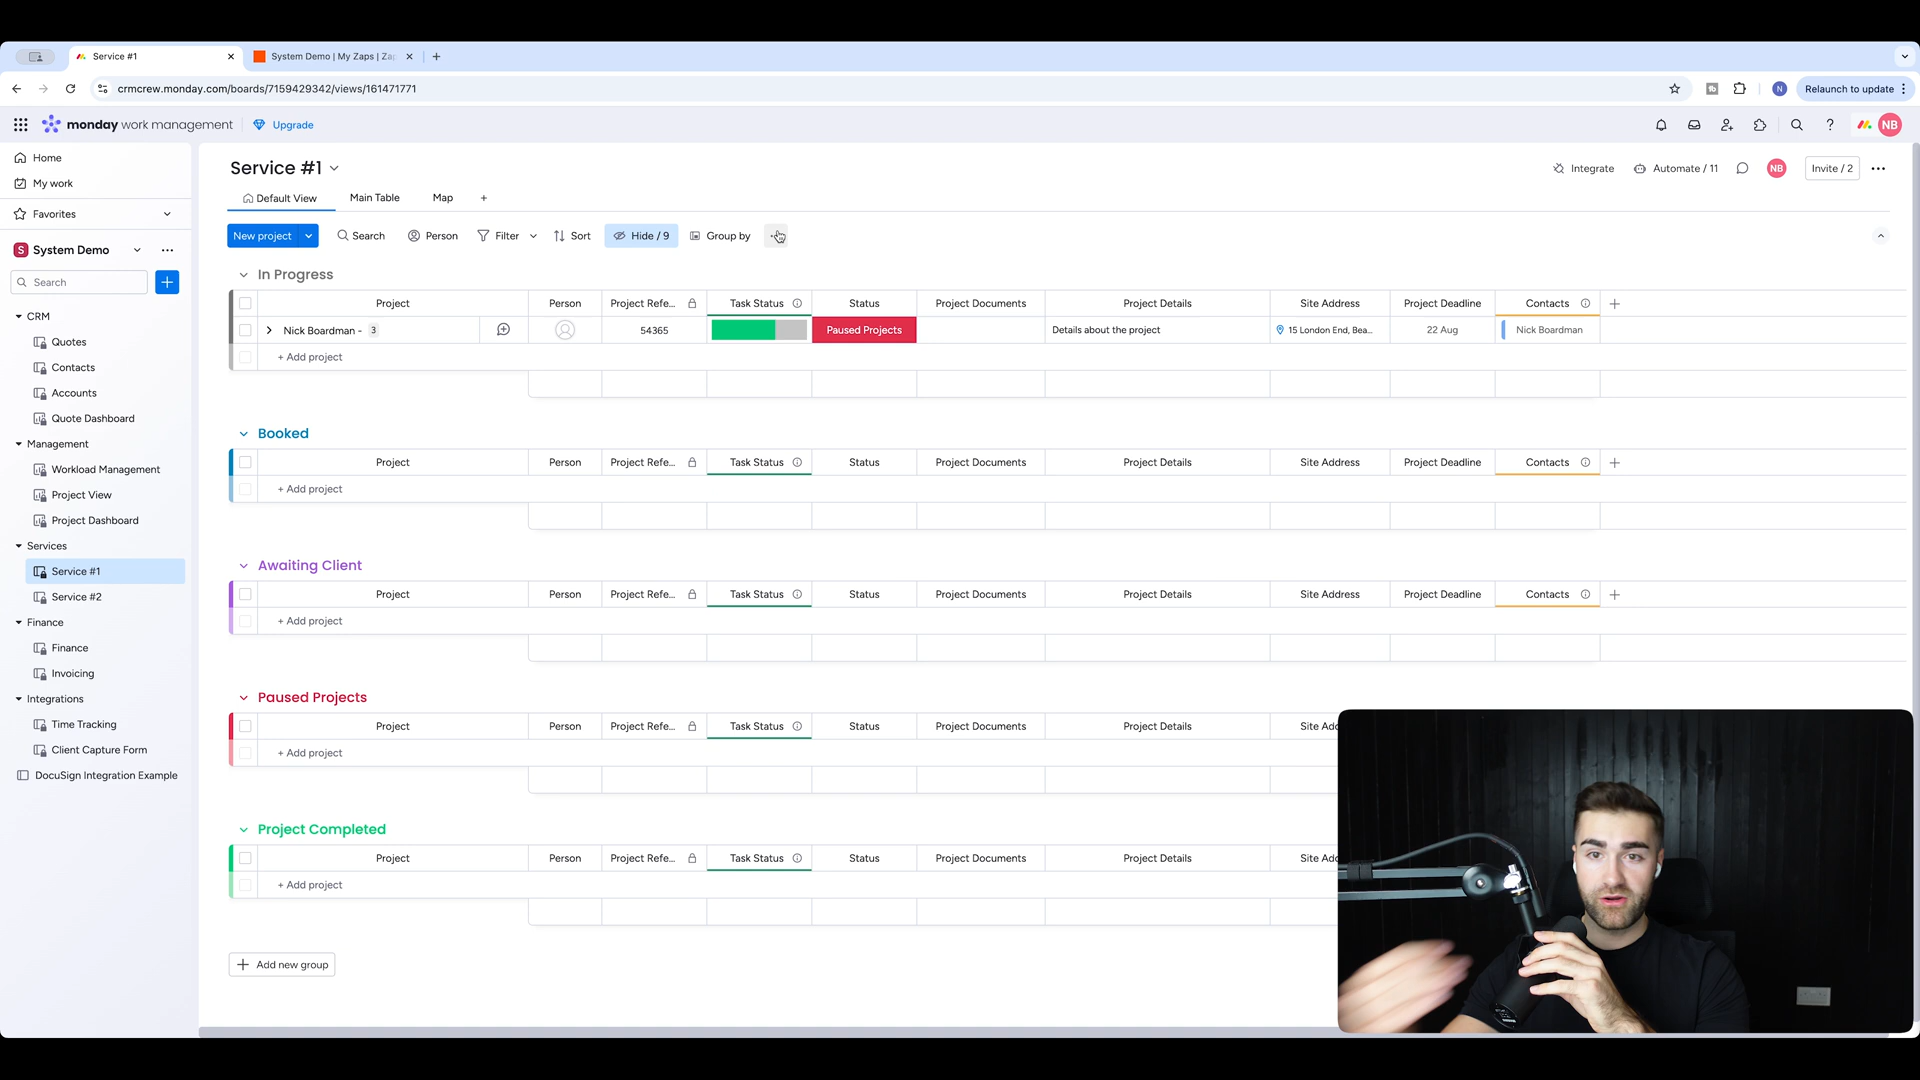 Service #1
System Demo | My Zaps | Zap
crmcrew.monday.com/boards/7159429342/views/161471771
N
Relaunch to update
monday work management
Upgrade
NB
Home
My work
Favorites
S System Demo
Search
CRM
Quotes
Contacts
Accounts
Quote Dashboard
Management
Workload Management
Project View
Project Dashboard
Services
Service #1
Service #2
Finance
Finance
Invoicing
Integrations
Time Tracking
Client Capture Form
DocuSign Integration Example
Service #1
Integrate
Automate / 11
NB
Invoite / 2
Default View
Main Table
Map
New project
Search
Person
Filter
Sort
Hide / 9
Group by
In Progress
Project Person Project Refe... Task Status Status Project Documents Project Details Site Address Project Deadline Contacts
Nick Boardman - 3 54365 Paused Projects Details about the project 15 London End, Bea... 22 Aug Nick Boardman
+ Add project
Booked
Project Person Project Refe... Task Status Status Project Documents Project Details Site Address Project Deadline Contacts
+ Add project
Awaiting Client
Project Person Project Refe... Task Status Status Project Documents Project Details Site Address Project Deadline Contacts
+ Add project
Paused Projects
Project Person Project Refe... Task Status Status Project Documents Project Details Site Add
+ Add project
Project Completed
Project Person Project Refe... Task Status Status Project Documents Project Details Site Add
+ Add project
Add new group